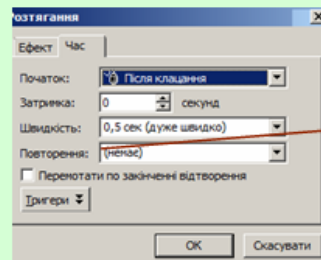 Розтягання
Ефект Час
Початок: Після клацання
Затримка: 0 секунд
Швидкість: 0,5 сек (дуже швидко)
Повторення: (немає)
Перемотати по закінченні відтворення
Тригери
OK Скасувати